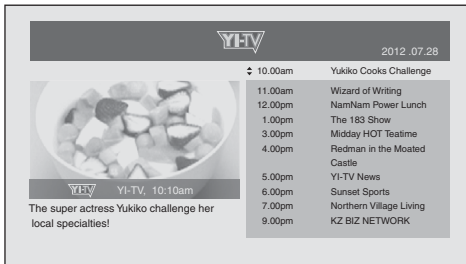 YI-TV
2012 .07.28
10.00am Yukiko Cooks Challenge
11.00am Wizard of Writing
12.00pm NamNam Power Lunch
1.00pm The 183 Show
3.00pm Midday HOT Teatime
4.00pm Redman in the Moated
Castle
5.00pm YI-TV News
6.00pm Sunset Sports
7.00pm Northern Village Living
9.00pm KZ BIZ NETWORK
YI-TV YI-TV, 10:10am
The super actress Yukiko challenge her
local specialties!